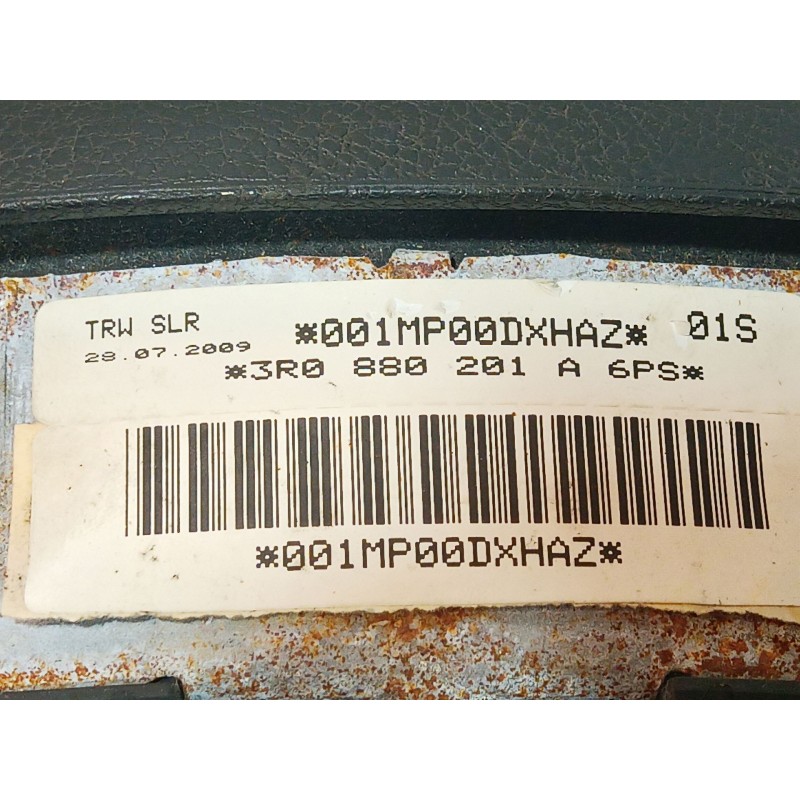 TRW SLR *001MP00DXHAZ* 01S
28.07.2009
*3R0 880 201 A 6PS*
*001MP00DXHAZ*